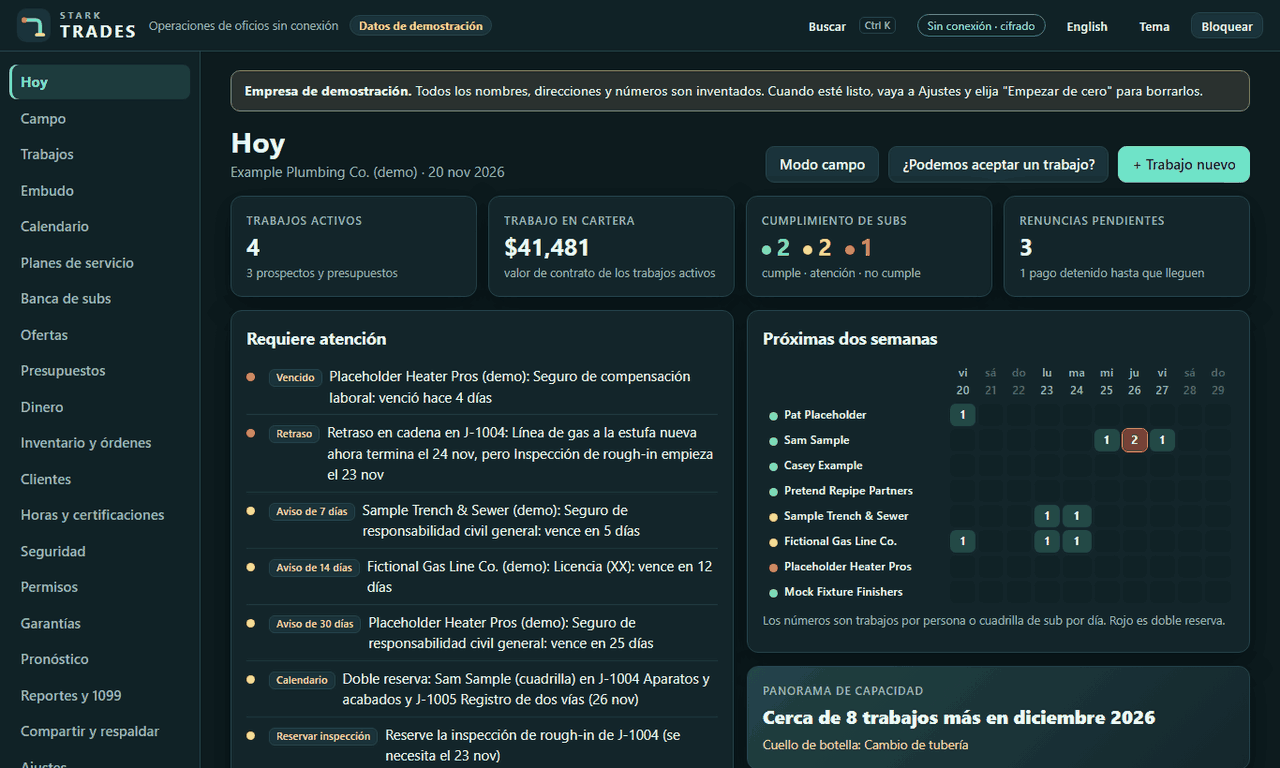 STARK
TRADES
Operaciones de oficios sin conexión
Datos de demostración
Buscar
Ctrl K
Sin conexión · cifrado
English
Tema
Bloquear
Hoy
Campo
Trabajos
Embudo
Calendario
Planes de servicio
Banca de subs
Ofertas
Presupuestos
Dinero
Inventario y órdenes
Clientes
Horas y certificaciones
Seguridad
Permisos
Garantías
Pronóstico
Reportes y 1099
Compartir y respaldar
Ajustes
Empresa de demostración. Todos los nombres, direcciones y números son inventados. Cuando esté listo, vaya a Ajustes y elija "Empezar de cero" para borrarlos.
Hoy
Example Plumbing Co. (demo) · 20 nov 2026
Modo campo
¿Podemos aceptar un trabajo?
+ Trabajo nuevo
TRABAJOS ACTIVOS
4
3 prospectos y presupuestos
TRABAJO EN CARTERA
$41,481
valor de contrato de los trabajos activos
CUMPLIMIENTO DE SUBS
2 2 1
cumple · atención · no cumple
RENUNCIAS PENDIENTES
3
1 pago detenido hasta que lleguen
Requiere atención
Vencido
Placeholder Heater Pros (demo): Seguro de compensación
laboral: venció hace 4 días
Retraso
Retraso en cadena en J-1004: Línea de gas a la estufa nueva
ahora termina el 24 nov, pero Inspección de rough-in empieza
el 23 nov
Aviso de 7 días
Sample Trench & Sewer (demo): Seguro de
responsabilidad civil general: vence en 5 días
Aviso de 14 días
Fictional Gas Line Co. (demo): Licencia (XX): vence en 12
días
Aviso de 30 días
Placeholder Heater Pros (demo): Seguro de
responsabilidad civil general: vence en 25 días
Calendario
Doble reserva: Sam Sample (cuadrilla) en J-1004 Aparatos y
acabados y J-1005 Registro de dos vías (26 nov)
Reservar inspección
Reserve la inspección de rough-in de J-1004 (se
necesita el 23 nov)
Próximas dos semanas
vi sá do lu ma mi ju vi sá do
20 21 22 23 24 25 26 27 28 29
Pat Placeholder 1
Sam Sample 1 2 1
Casey Example
Pretend Repipe Partners
Sample Trench & Sewer 1 1
Fictional Gas Line Co. 1 1 1
Placeholder Heater Pros
Mock Fixture Finishers
Los números son trabajos por persona o cuadrilla de sub por día. Rojo es doble reserva.
PANORAMA DE CAPACIDAD
Cerca de 8 trabajos más en diciembre 2026
Cuello de botella: Cambio de tubería